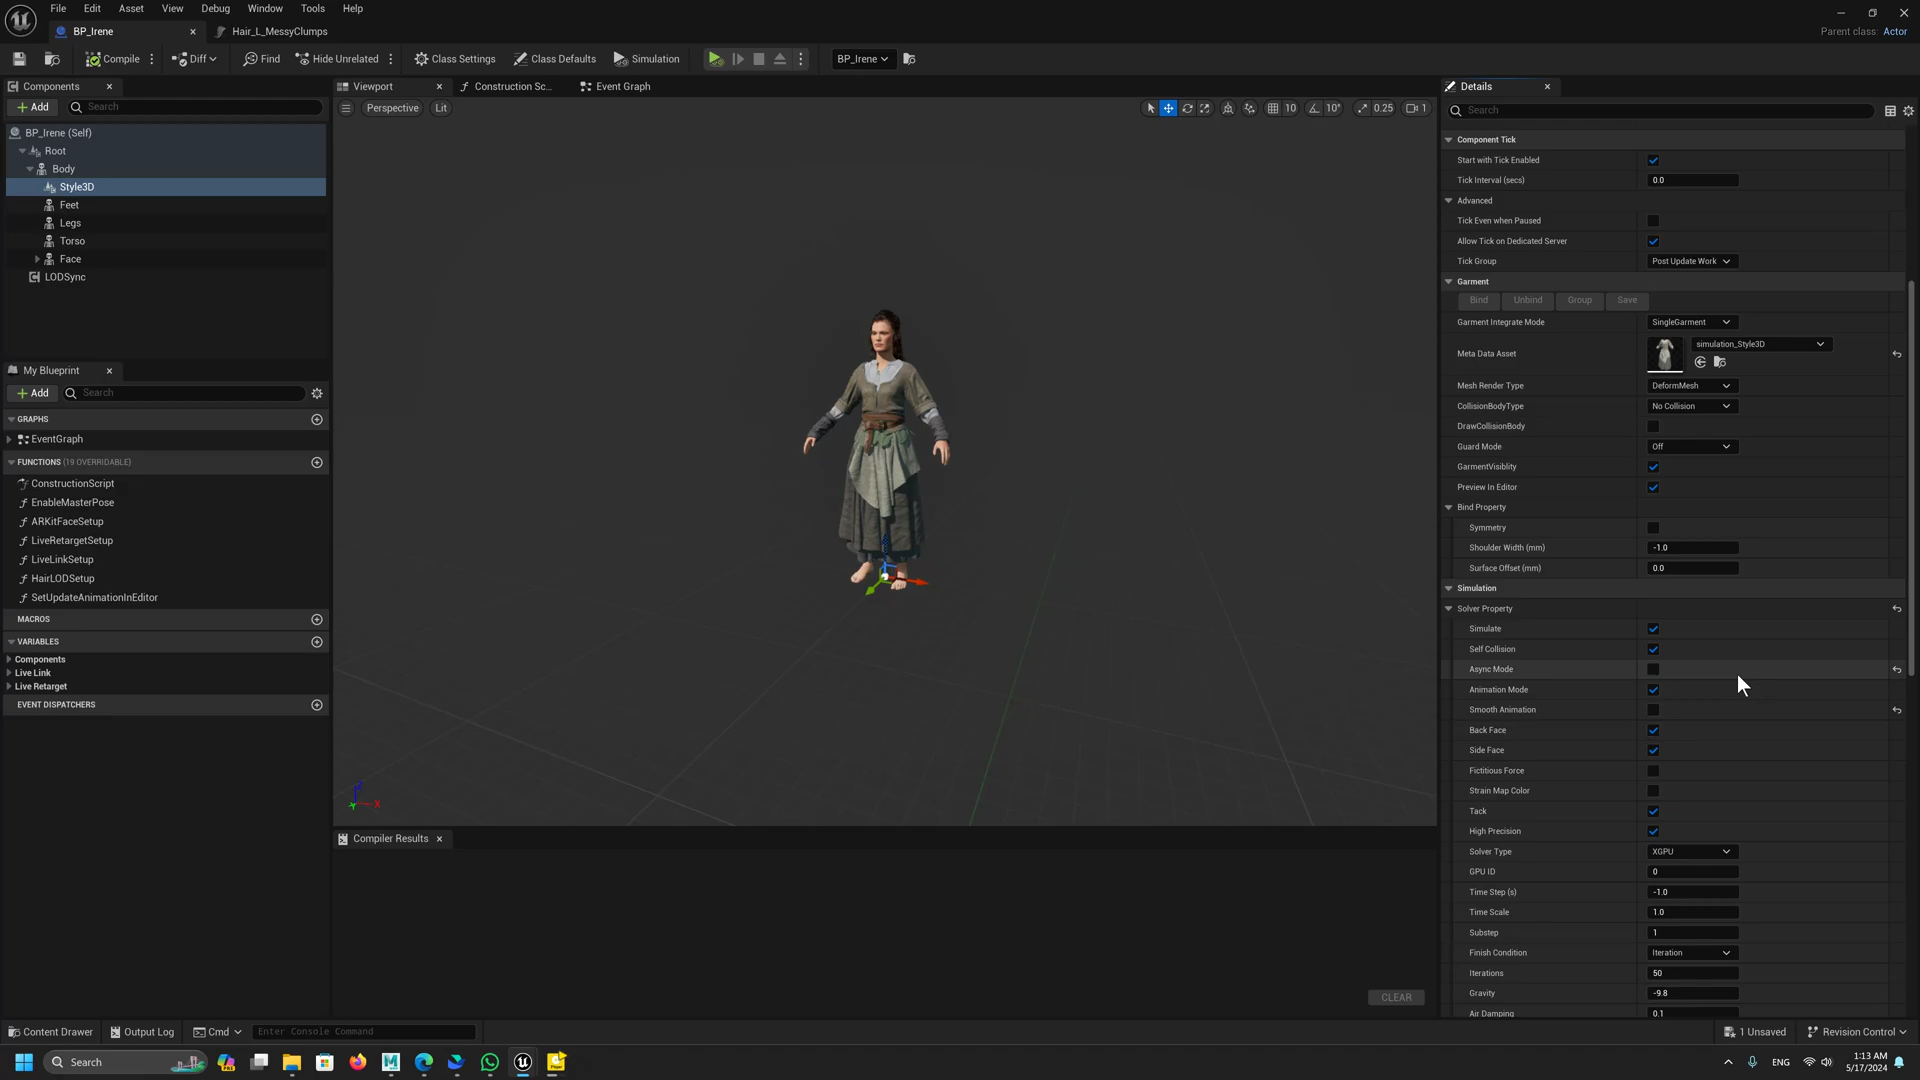 File Edit Asset View Debug Window Tools Help
BP_Irene
Hair_L_MessyClumps
Parent class: Actor
Compile
Diff
Find
Hide Unrelated
Class Settings
Class Defaults
Simulation
BP_Irene
Components
Add
Search
BP_Irene (Self)
Root
Body
Style3D
Feet
Legs
Torso
Face
LODSync
My Blueprint
Add
Search
GRAPHS
EventGraph
FUNCTIONS (19 OVERRIDABLE)
ConstructionScript
EnableMasterPose
ARKitFaceSetup
LiveRetargetSetup
LiveLinkSetup
HairLODSetup
SetUpdateAnimationInEditor
MACROS
VARIABLES
Components
Live Link
Live Retarget
EVENT DISPATCHERS
Viewport
Construction Sc...
Event Graph
Perspective
Lit
10
10°
0.25
1
Z
X
Compiler Results
CLEAR
Details
Search
Component Tick
Start with Tick Enabled
Tick Interval (secs) 0.0
Advanced
Tick Even when Paused
Allow Tick on Dedicated Server
Tick Group Post Update Work
Garment
Bind Unbind Group Save
Garment Integrate Mode SingleGarment
Meta Data Asset simulation_Style3D
Mesh Render Type DeformMesh
CollisionBodyType No Collision
DrawCollisionBody
Guard Mode Off
GarmentVisiblity
Preview In Editor
Bind Property
Symmetry
Shoulder Width (mm) -1.0
Surface Offset (mm) 0.0
Simulation
Solver Property
Simulate
Self Collision
Async Mode
Animation Mode
Smooth Animation
Back Face
Side Face
Fictitious Force
Strain Map Color
Tack
High Precision
Solver Type XGPU
GPU ID 0
Time Step (s) -1.0
Time Scale 1.0
Substep 1
Finish Condition Iteration
Iterations 50
Gravity -9.8
Air Damping 0.1
Content Drawer
Output Log
Cmd
Enter Console Command
1 Unsaved
Revision Control
Search
ENG
1:13 AM
5/17/2024